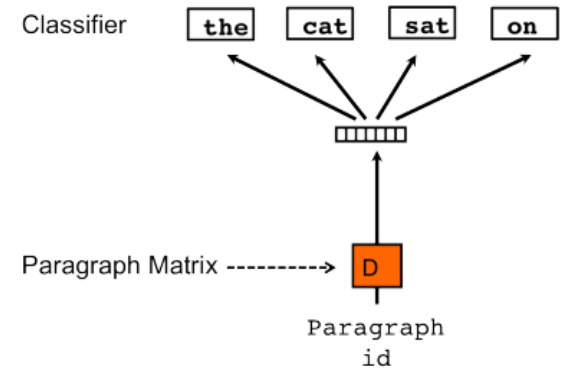 Classifier the cat sat on
Paragraph Matrix D
Paragraph
id